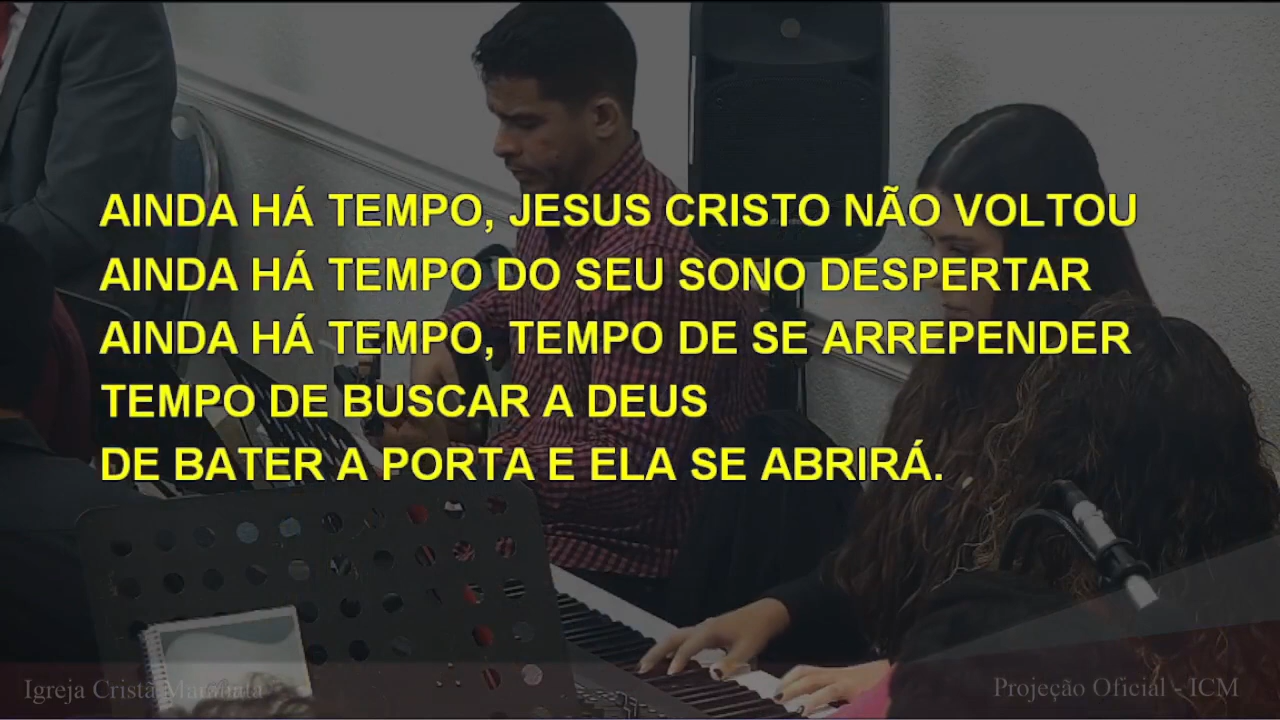 AINDA HÁ TEMPO, JESUS CRISTO NÃO VOLTOU
AINDA HÁ TEMPO DO SEU SONO DESPERTAR
AINDA HÁ TEMPO, TEMPO DE SE ARREPENDER
TEMPO DE BUSCAR A DEUS
DE BATER A PORTA E ELA SE ABRIRÁ.
Igreja Cristã Maranata
Projeção Oficial - ICM